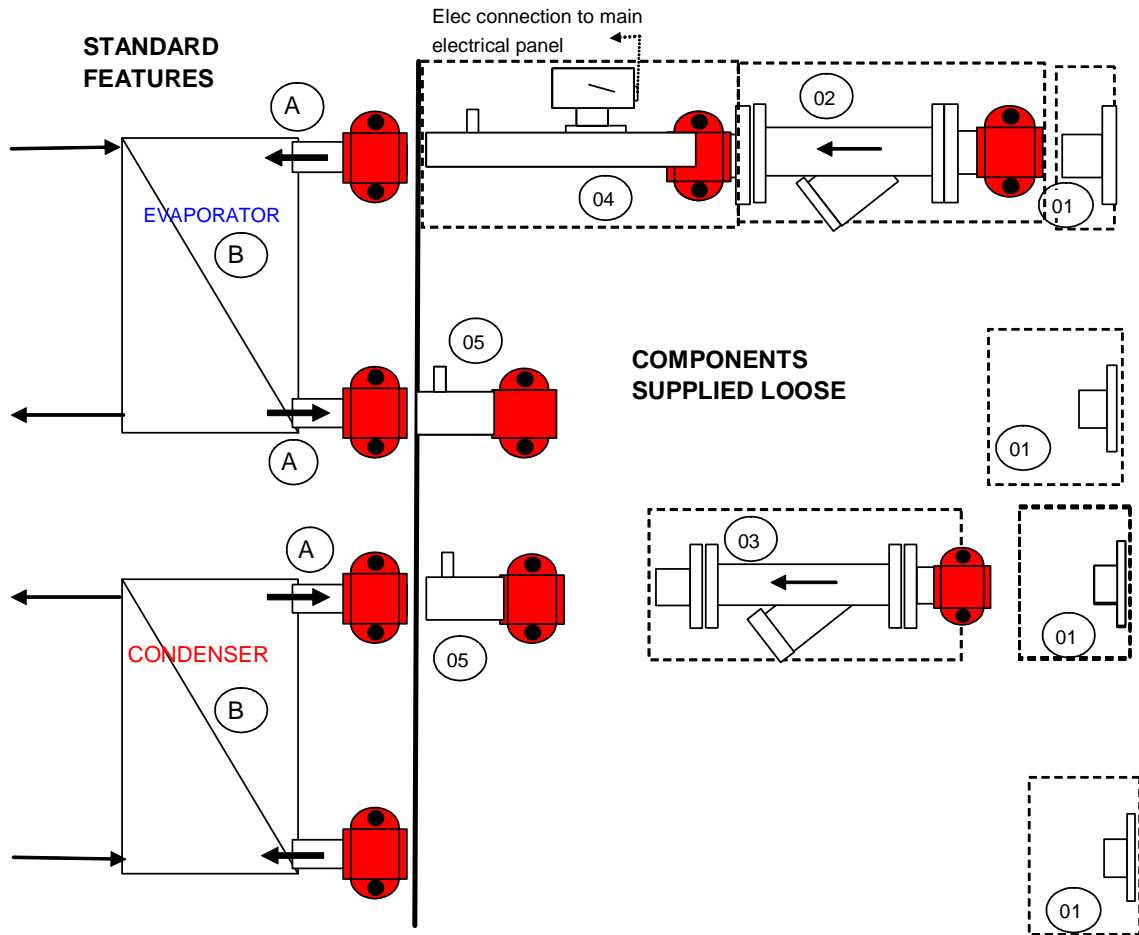 Elec connection to main
electrical panel
STANDARD
FEATURES
A
02
04
01
EVAPORATOR
B
05
COMPONENTS
SUPPLIED LOOSE
01
A
A
03
05
01
CONDENSER
B
01